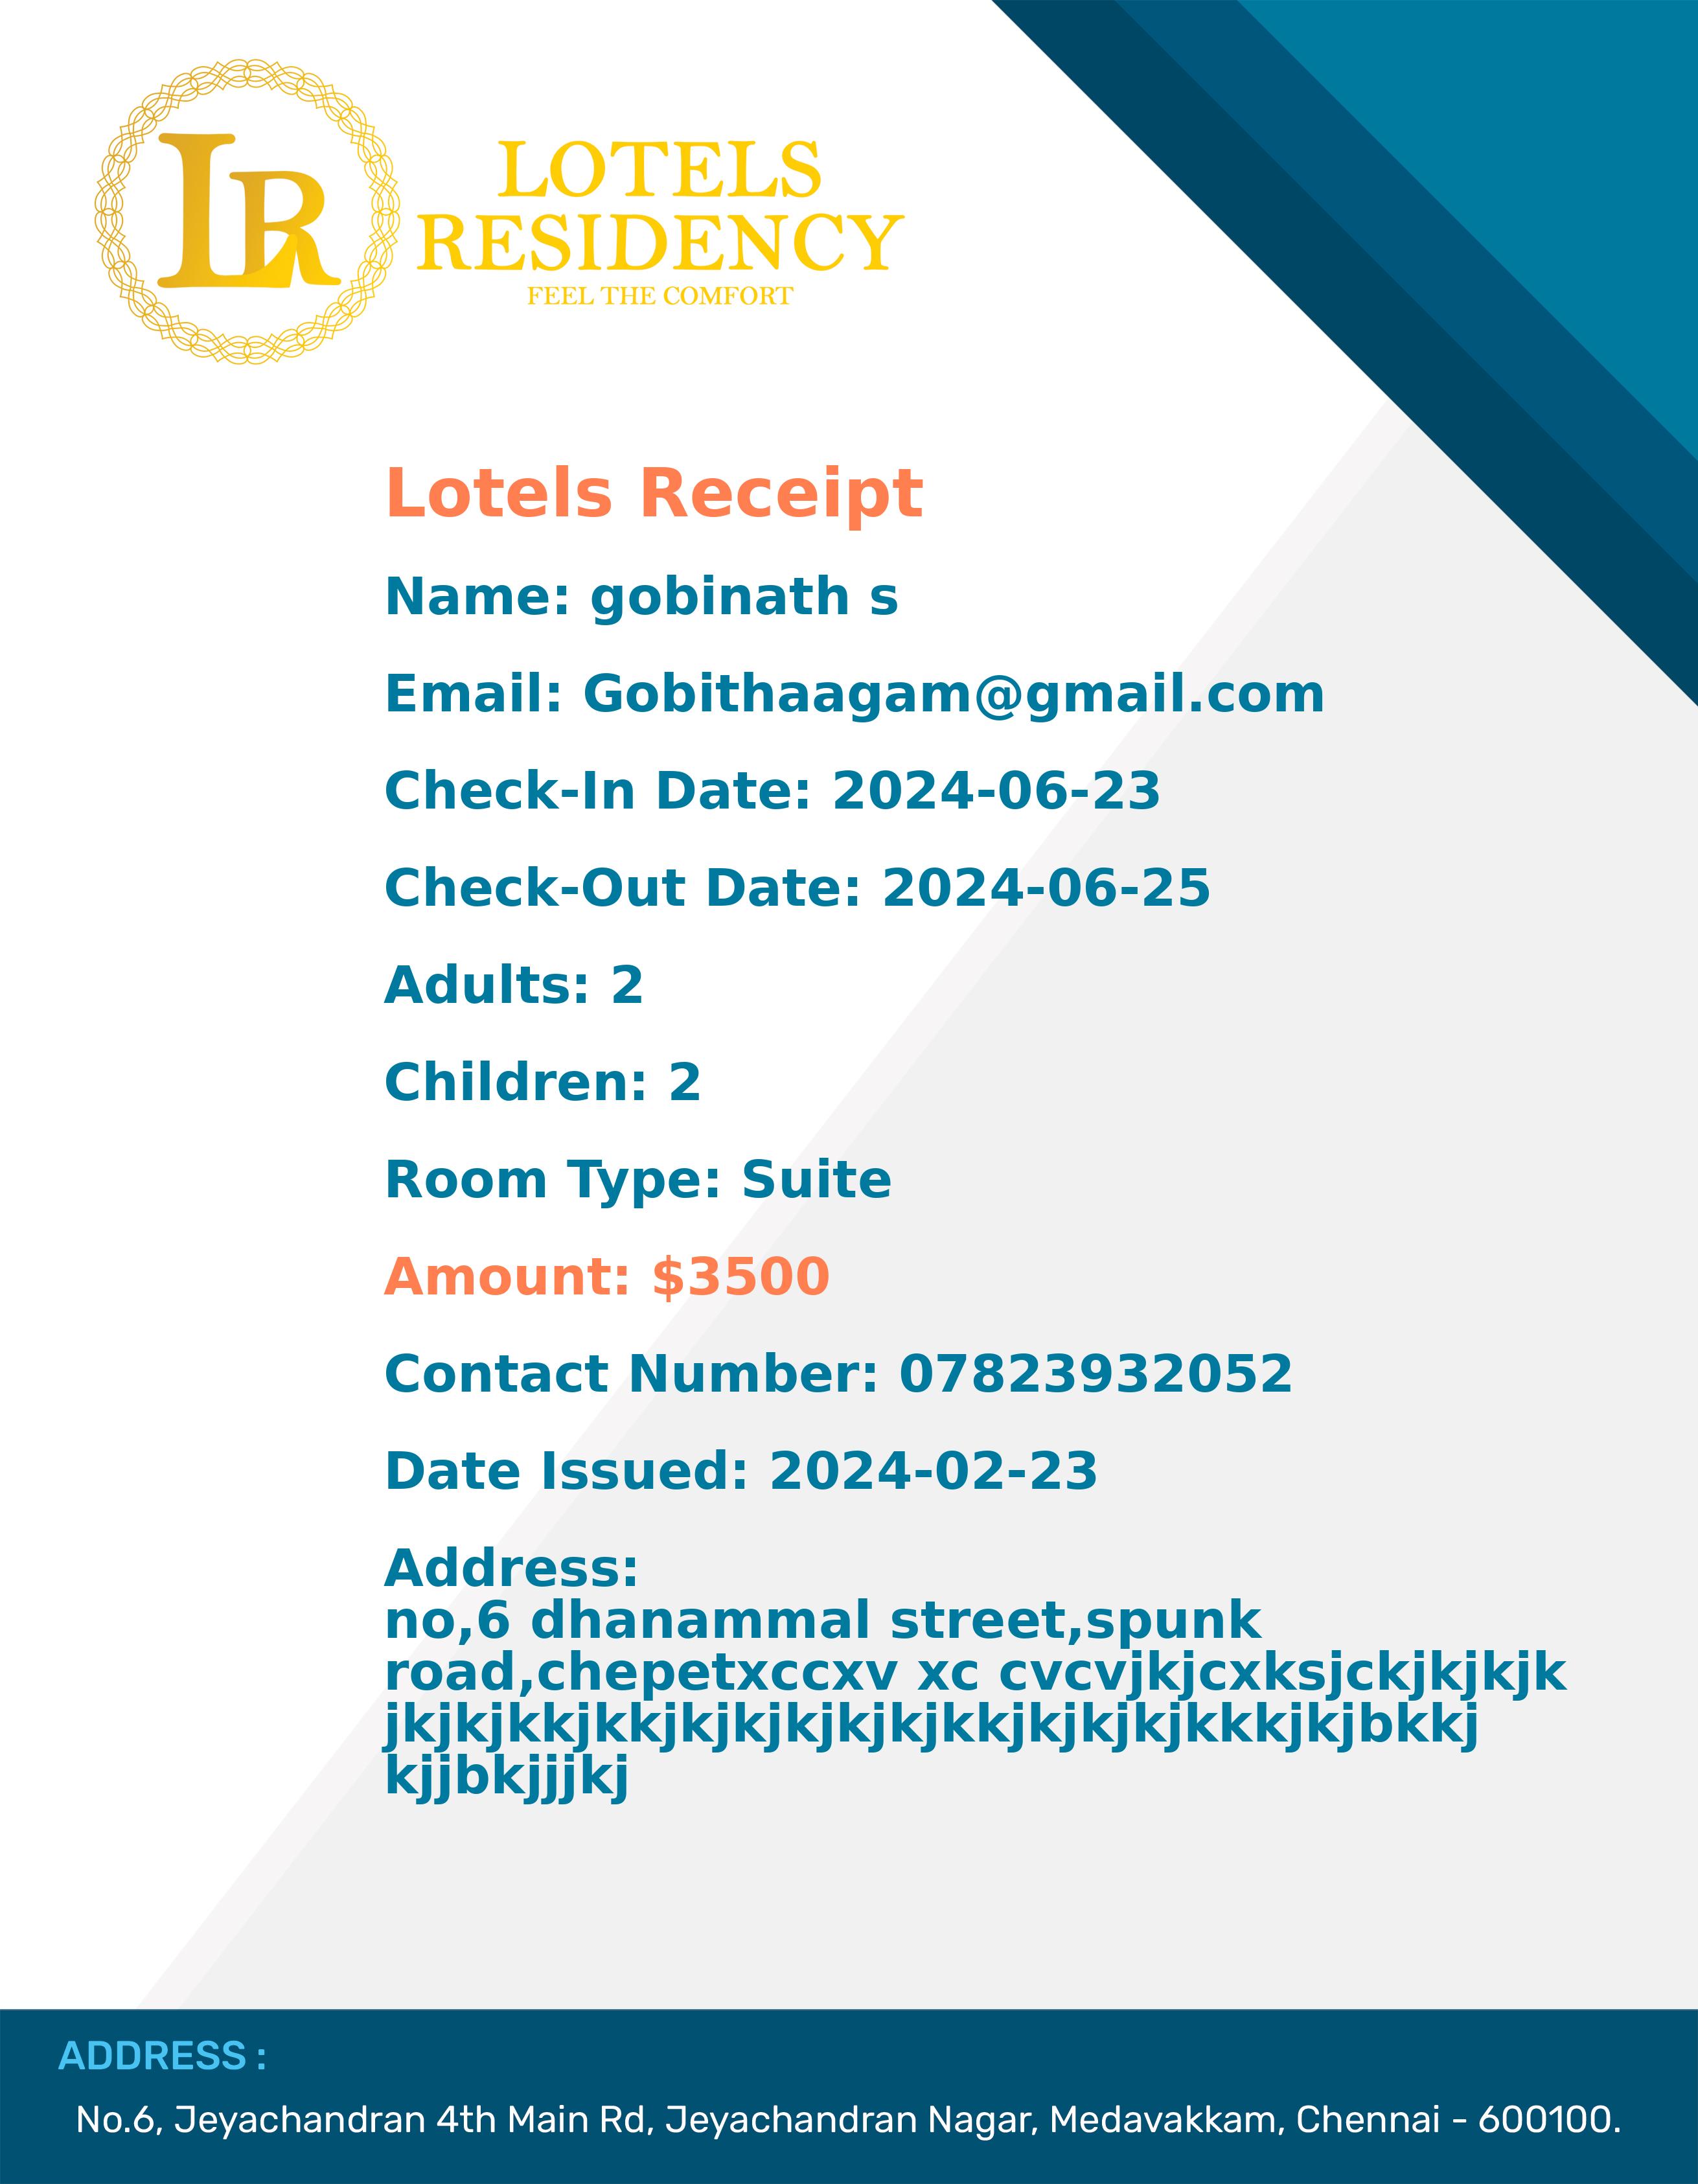 LR
LOTELS
RESIDENCY
FEEL THE COMFORT
Lotels Receipt
Name: gobinath s
Email: Gobithaagam@gmail.com
Check-In Date: 2024-06-23
Check-Out Date: 2024-06-25
Adults: 2
Children: 2
Room Type: Suite
Amount: $3500
Contact Number: 07823932052
Date Issued: 2024-02-23
Address:
no,6 dhanammal street,spunk
road,chepetxccxv xc cvcvjkjcxksjckjkjkjk
jkjkjkkjkkjkjkjkjkjkjkkjkjkjkjkkkjkjbkkj
kjjbkjjjkj
ADDRESS :
No.6, Jeyachandran 4th Main Rd, Jeyachandran Nagar, Medavakkam, Chennai - 600100.